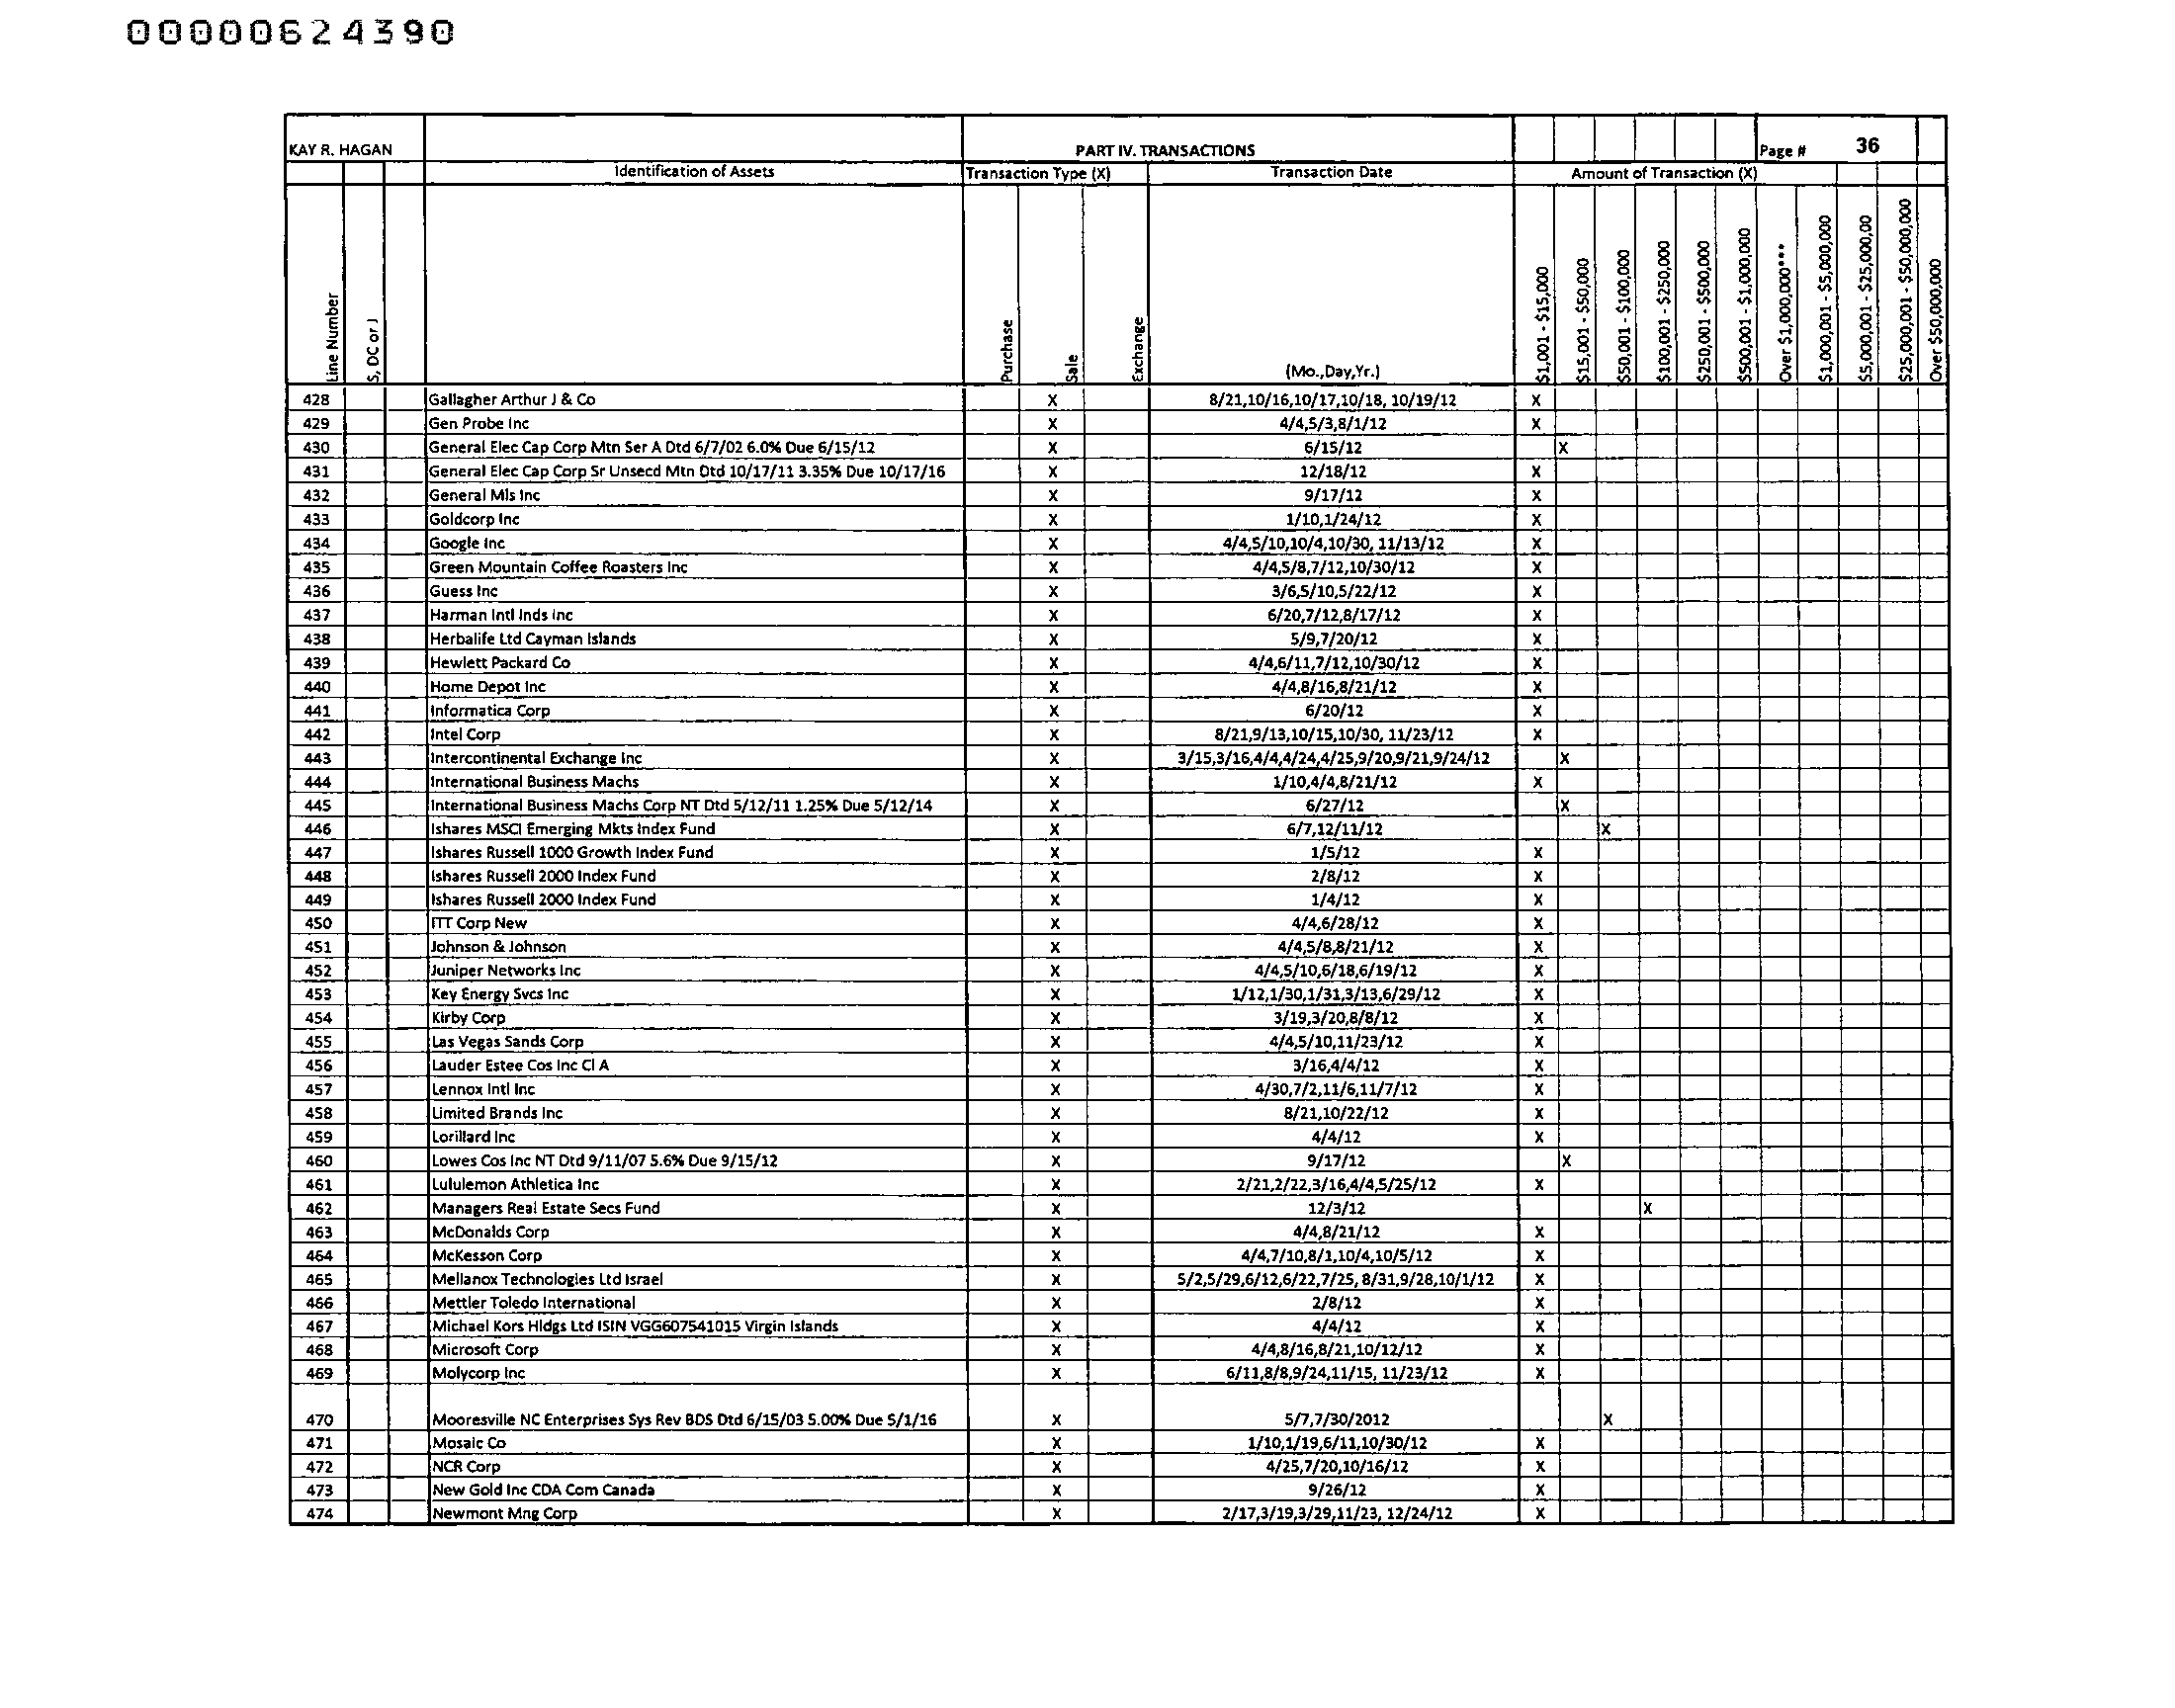 00000624390
KAY R. HAGAN PART IV. TRANSACTIONS Page # 36
Identification of Assets Transaction Type (X) Transaction Date Amount of Transaction (X)
Line Number S, DC or J Purchase Sale Exchange (Mo.,Day,Yr.) $1,001 - $15,000 $15,001 - $50,000 $50,001 - $100,000 $100,001 - $250,000 $250,001 - $500,000 $500,001 - $1,000,000 Over $1,000,000*** $1,000,001 - $5,000,000 $5,000,001 - $25,000,00 $25,000,001 - $50,000,000 Over $50,000,000
428 Gallagher Arthur J & Co X 8/21,10/16,10/17,10/18, 10/19/12 X
429 Gen Probe Inc X 4/4,5/3,8/1/12 X
430 General Elec Cap Corp Mtn Ser A Dtd 6/7/02 6.0% Due 6/15/12 X 6/15/12 X
431 General Elec Cap Corp Sr Unsecd Mtn Dtd 10/17/11 3.35% Due 10/17/16 X 12/18/12 X
432 General Mls Inc X 9/17/12 X
433 Goldcorp Inc X 1/10,1/24/12 X
434 Google Inc X 4/4,5/10,10/4,10/30, 11/13/12 X
435 Green Mountain Coffee Roasters Inc X 4/4,5/8,7/12,10/30/12 X
436 Guess Inc X 3/6,5/10,5/22/12 X
437 Harman Intl Inds Inc X 6/20,7/12,8/17/12 X
438 Herbalife Ltd Cayman Islands X 5/9,7/20/12 X
439 Hewlett Packard Co X 4/4,6/11,7/12,10/30/12 X
440 Home Depot Inc X 4/4,8/16,8/21/12 X
441 Informatica Corp X 6/20/12 X
442 Intel Corp X 8/21,9/13,10/15,10/30, 11/23/12 X
443 Intercontinental Exchange Inc X 3/15,3/16,4/4,4/24,4/25,9/20,9/21,9/24/12 X
444 International Business Machs X 1/10,4/4,8/21/12 X
445 International Business Machs Corp NT Dtd 5/12/11 1.25% Due 5/12/14 X 6/27/12 X
446 Ishares MSCI Emerging Mkts Index Fund X 6/7,12/11/12 X
447 Ishares Russell 1000 Growth Index Fund X 1/5/12 X
448 Ishares Russell 2000 Index Fund X 2/8/12 X
449 Ishares Russell 2000 Index Fund X 1/4/12 X
450 ITT Corp New X 4/4,6/28/12 X
451 Johnson & Johnson X 4/4,5/8,8/21/12 X
452 Juniper Networks Inc X 4/4,5/10,6/18,6/19/12 X
453 Key Energy Svcs Inc X 1/12,1/30,1/31,3/13,6/29/12 X
454 Kirby Corp X 3/19,3/20,8/8/12 X
455 Las Vegas Sands Corp X 4/4,5/10,11/23/12 X
456 Lauder Estee Cos Inc Cl A X 3/16,4/4/12 X
457 Lennox Intl Inc X 4/30,7/2,11/6,11/7/12 X
458 Limited Brands Inc X 8/21,10/22/12 X
459 Lorillard Inc X 4/4/12 X
460 Lowes Cos Inc NT Dtd 9/11/07 5.6% Due 9/15/12 X 9/17/12 X
461 Lululemon Athletica Inc X 2/21,2/22,3/16,4/4,5/25/12 X
462 Managers Real Estate Secs Fund X 12/3/12 X
463 McDonalds Corp X 4/4,8/21/12 X
464 McKesson Corp X 4/4,7/10,8/1,10/4,10/5/12 X
465 Mellanox Technologies Ltd Israel X 5/2,5/29,6/12,6/22,7/25, 8/31,9/28,10/1/12 X
466 Mettler Toledo International X 2/8/12 X
467 Michael Kors Hldgs Ltd ISIN VGG607541015 Virgin Islands X 4/4/12 X
468 Microsoft Corp X 4/4,8/16,8/21,10/12/12 X
469 Molycorp Inc X 6/11,8/8,9/24,11/15, 11/23/12 X
470 Mooresville NC Enterprises Sys Rev BDS Dtd 6/15/03 5.00% Due 5/1/16 X 5/7,7/30/2012 X
471 Mosaic Co X 1/10,1/19,6/11,10/30/12 X
472 NCR Corp X 4/25,7/20,10/16/12 X
473 New Gold Inc CDA Com Canada X 9/26/12 X
474 Newmont Mng Corp X 2/17,3/19,3/29,11/23, 12/24/12 X